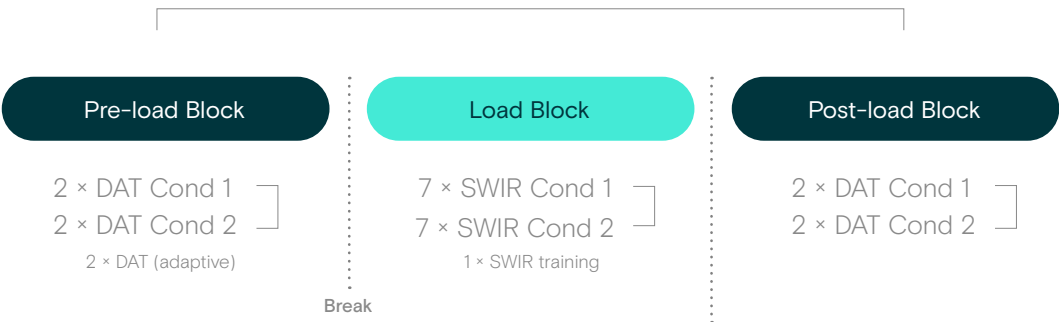 Pre-load Block
Load Block
Post-load Block
2 × DAT Cond 1
2 × DAT Cond 2
2 × DAT (adaptive)
7 × SWIR Cond 1
7 × SWIR Cond 2
1 × SWIR training
2 × DAT Cond 1
2 × DAT Cond 2
Break